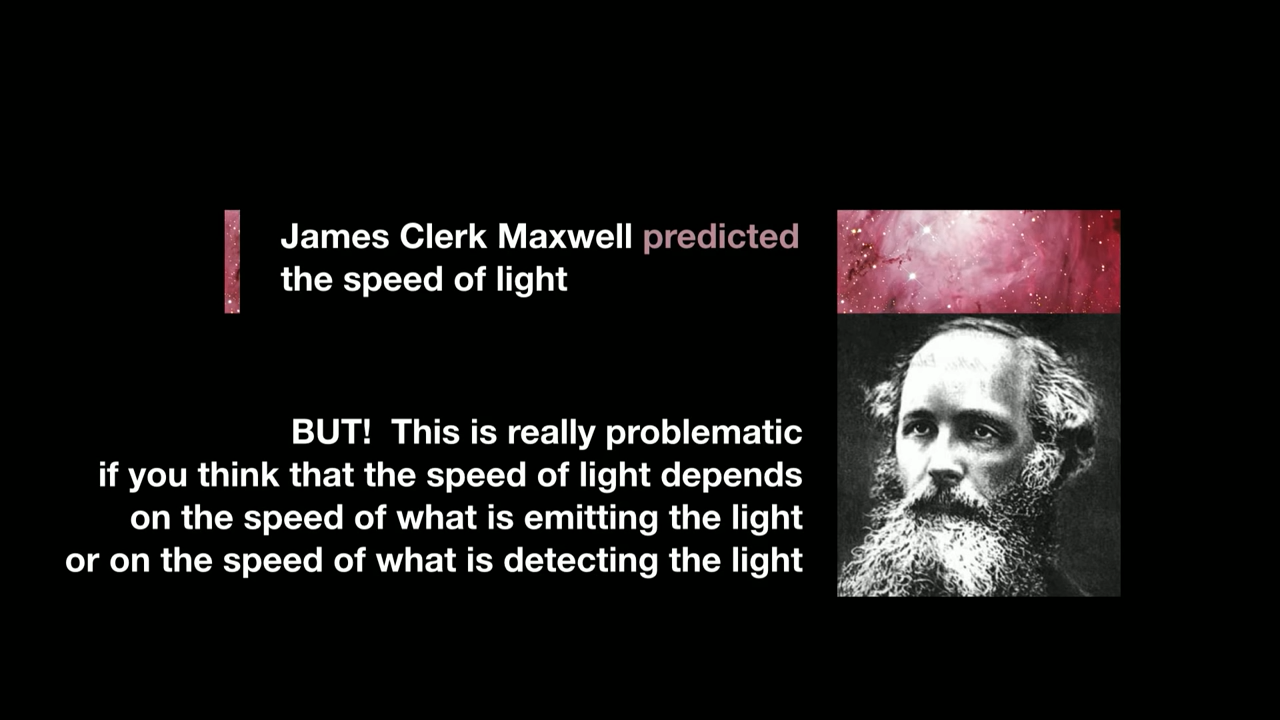 James Clerk Maxwell predicted
the speed of light
BUT!  This is really problematic
if you think that the speed of light depends
on the speed of what is emitting the light
or on the speed of what is detecting the light